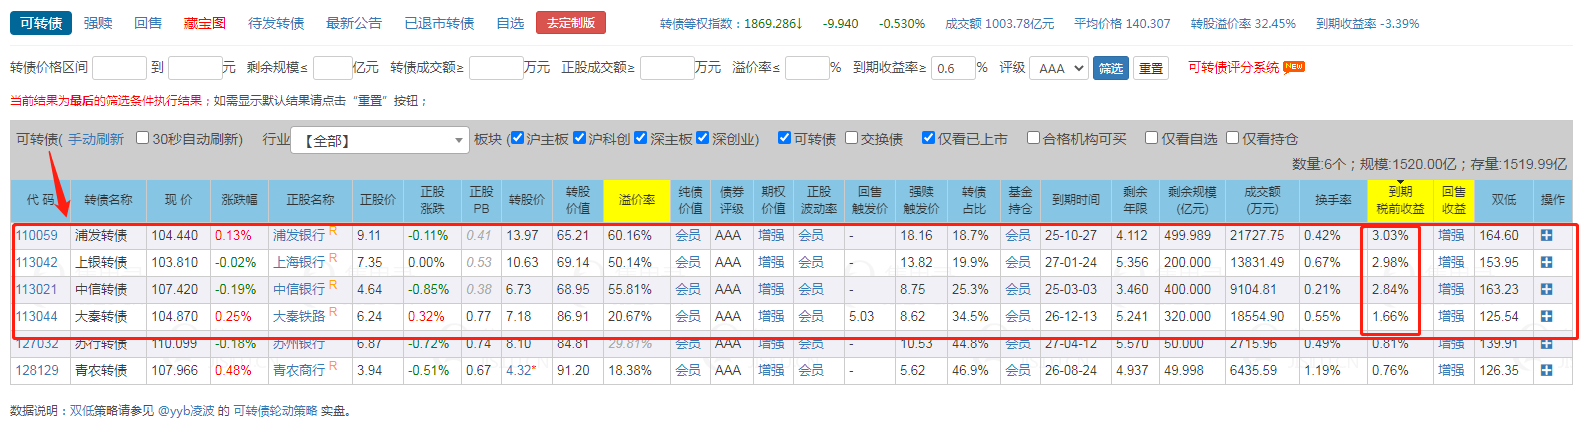 可转债 强赎 回售 藏宝图 待发转债 最新公告 已退市转债 自选 去定制版 转债等权指数：1869.286↓ -9.940 -0.530% 成交额 1003.78亿元 平均价格 140.307 转股溢价率 32.45% 到期收益率 -3.39%
转债价格区间 到 元 剩余规模≤ 亿元 转债成交额≥ 万元 正股成交额≥ 万元 溢价率≤ % 到期收益率≥ 0.6 % 评级 AAA 筛选 重置 可转债评分系统 NEW
当前结果为最后的筛选条件执行结果；如需显示默认结果请点击“重置”按钮；
可转债( 手动刷新 30秒自动刷新) 行业 【全部】 板块 (沪主板 沪科创 深主板 深创业) 可转债 交换债 仅看已上市 合格机构可买 仅看自选 仅看持仓
数量:6个；规模:1520.00亿；存量:1519.99亿
代 码 转债名称 现 价 涨跌幅 正股名称 正股价 正股涨跌 正股PB 转股价 转股价值 溢价率 纯债价值 债券评级 期权价值 正股波动率 回售触发价 强赎触发价 转债占比 基金持仓 到期时间 剩余年限 剩余规模(亿元) 成交额(万元) 换手率 到期税前收益 回售收益 双低 操作
110059 浦发转债 104.440 0.13% 浦发银行 R 9.11 -0.11% 0.41 13.97 65.21 60.16% 会员 AAA 增强 会员 - 18.16 18.7% 会员 25-10-27 4.112 499.989 21727.75 0.42% 3.03% 增强 164.60
113042 上银转债 103.810 -0.02% 上海银行 R 7.35 0.00% 0.53 10.63 69.14 50.14% 会员 AAA 增强 会员 - 13.82 19.9% 会员 27-01-24 5.356 200.000 13831.49 0.67% 2.98% 增强 153.95
113021 中信转债 107.420 -0.19% 中信银行 R 4.64 -0.85% 0.38 6.73 68.95 55.81% 会员 AAA 增强 会员 - 8.75 25.3% 会员 25-03-03 3.460 400.000 9104.81 0.21% 2.84% 增强 163.23
113044 大秦转债 104.870 0.25% 大秦铁路 R 6.24 0.32% 0.77 7.18 86.91 20.67% 会员 AAA 增强 会员 5.03 8.62 34.5% 会员 26-12-13 5.241 320.000 18554.90 0.55% 1.66% 增强 125.54
127032 苏行转债 110.099 -0.18% 苏州银行 6.87 -0.72% 0.74 8.10 84.81 29.81% 会员 AAA 增强 会员 - 10.53 44.8% 会员 27-04-12 5.570 50.000 2715.96 0.49% 0.81% 增强 139.91
128129 青农转债 107.966 0.48% 青农商行 R 3.94 -0.51% 0.67 4.32* 91.20 18.38% 会员 AAA 增强 会员 - 5.62 46.9% 会员 26-08-24 4.937 49.998 6435.59 1.19% 0.76% 增强 126.35
数据说明：双低策略请参见 @yyb凌波 的 可转债轮动策略 实盘。